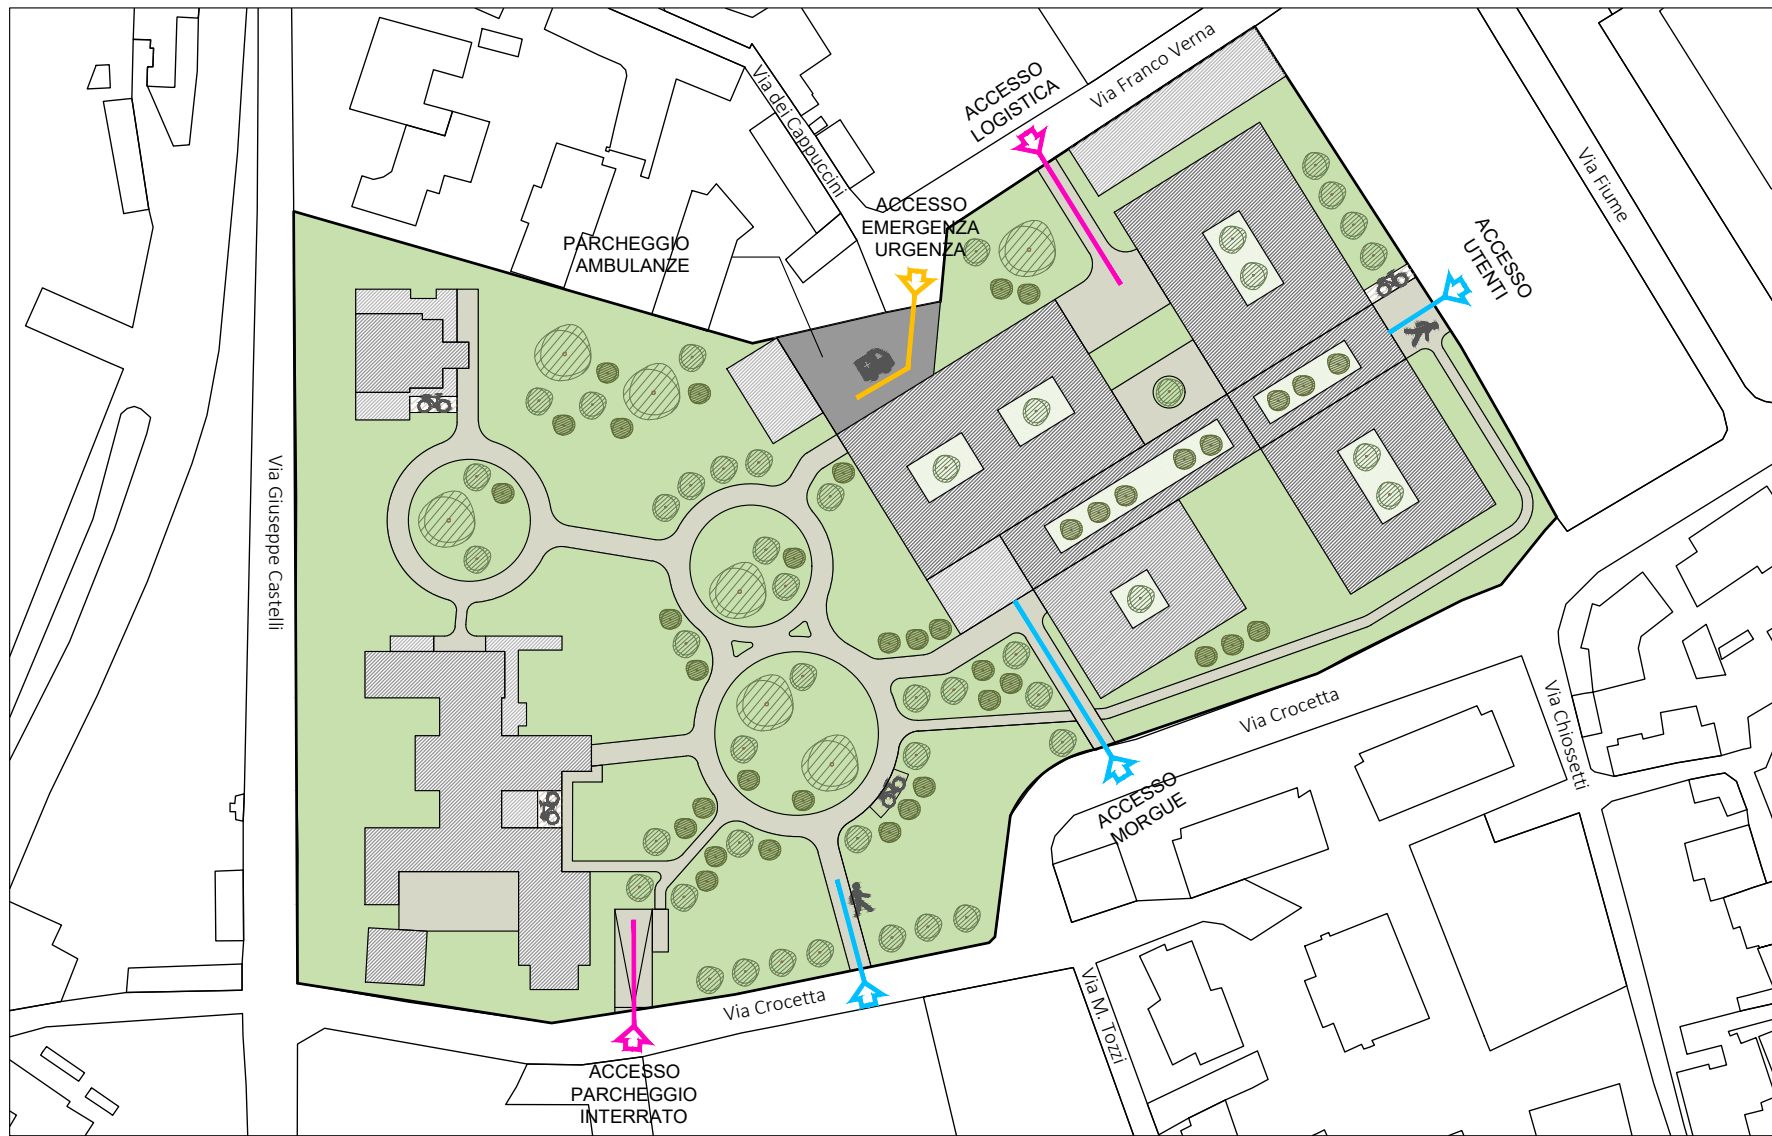 Via Franco Verna
ACCESSO
LOGISTICA
Via dei Cappuccini
Via Fiume
ACCESSO
EMERGENZA
URGENZA
PARCHEGGIO
AMBULANZE
ACCESSO
UTENTI
Via Giuseppe Castelli
Via Crocetta
Via Chiossetti
ACCESSO
MORGUE
Via Crocetta
Via M. Tozzi
ACCESSO
PARCHEGGIO
INTERRATO